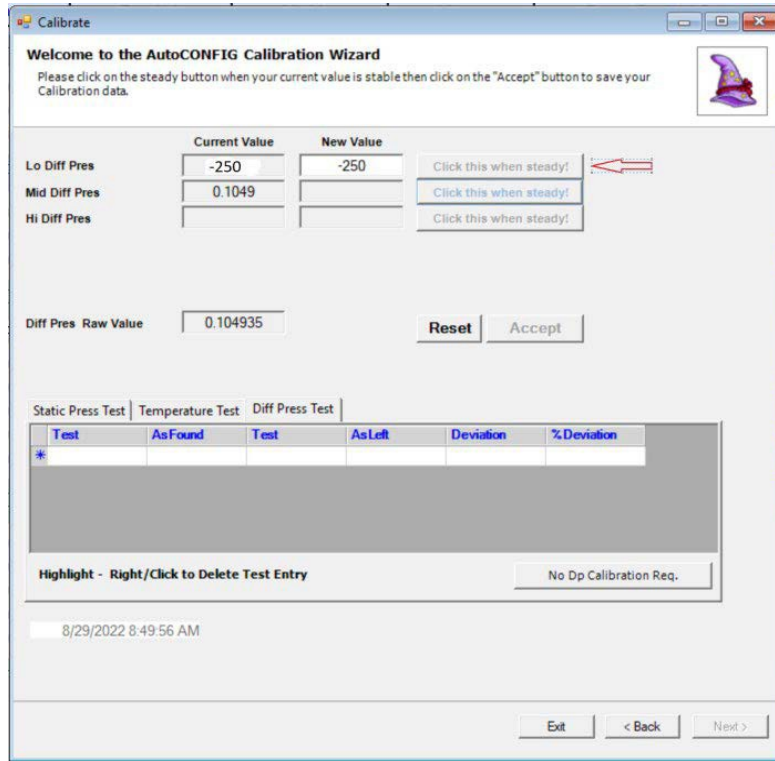 Calibrate
Welcome to the AutoCONFIG Calibration Wizard
Please click on the steady button when your current value is stable then click on the "Accept" button to save your
Calibration data.
Current Value New Value
Lo Diff Pres -250 -250 Click this when steady!
Mid Diff Pres 0.1049 Click this when steady!
Hi Diff Pres Click this when steady!
Diff Pres Raw Value 0.104935 Reset Accept
Static Press Test Temperature Test Diff Press Test
Test AsFound Test AsLeft Deviation %Deviation
*
Highlight - Right/Click to Delete Test Entry No Dp Calibration Req.
8/29/2022 8:49:56 AM
Exit < Back Next >